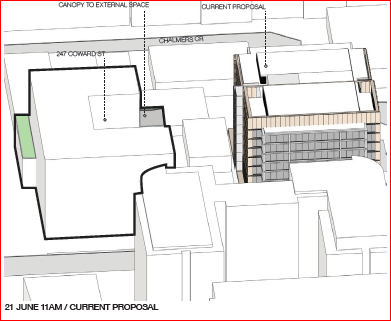 CANOPY TO EXTERNAL SPACE
CURRENT PROPOSAL
CHALMERS CR
247 COWARD ST
21 JUNE 11AM / CURRENT PROPOSAL